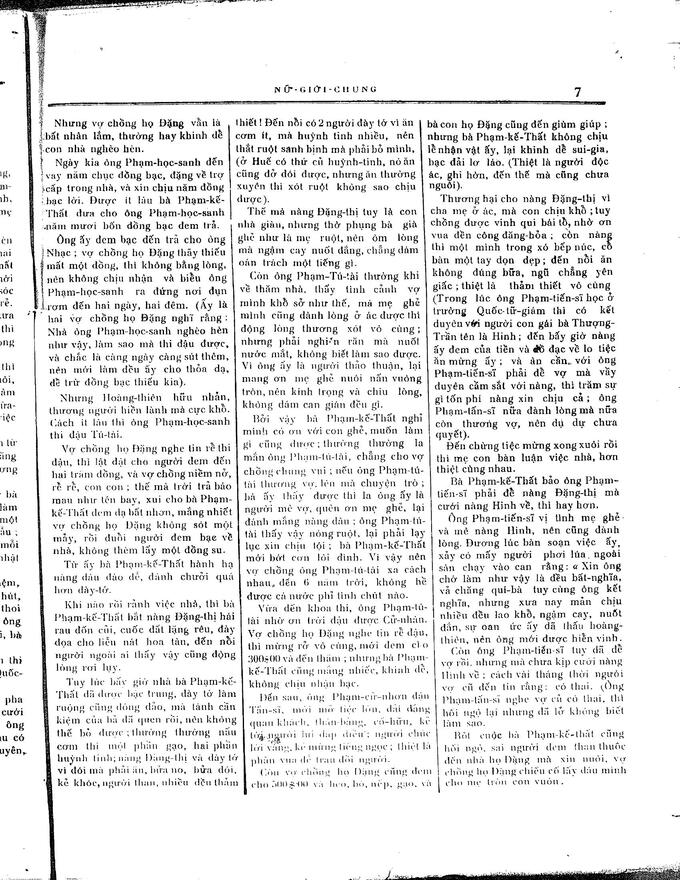 NỮ-GIỚI-CHUNG
7
Nhưng vợ chồng họ Đặng vẫn là
bất nhân lắm, thường hay khinh dể
con nhà nghèo hèn.
Ngày kia ông Phạm-học-sanh đến
vay năm chục đồng bạc, đặng về trợ
cấp trong nhà, và xin chịu năm đồng
bạc lời. Được ít lâu bà Phạm-kế-
Thất đưa cho ông Phạm-học-sanh
năm mươi bốn đồng bạc đem trả.
Ông ấy đem bạc đến trả cho ông
Nhạc; vợ chồng họ Đặng thấy thiếu
mất một đồng, thì không bằng lòng,
nên không chịu nhận và biểu ông
Phạm-học-sanh ra đứng nơi đụn
rơm đến hai ngày, hai đêm. (Ấy là
hai vợ chồng họ Đặng nghĩ rằng:
Nhà ông Phạm-học-sanh nghèo hèn
như vậy, làm sao mà thi đậu được,
và chắc là càng ngày càng sút thêm,
nên mới làm đều ấy cho thỏa dạ,
để trừ đồng bạc thiếu kia).
Nhưng Hoàng-thiên hữu nhãn,
thương người hiền lành mà cực khổ.
Cách ít lâu thì ông Phạm-học-sanh
thi đậu Tú-tài.
Vợ chồng họ Đặng nghe tin rể thi
đậu, thì lật đật cho người đem đến
hai trăm đồng, và vợ chồng niềm nở,
rể rể, con con; thế mà trời trả báo
mau như tên bay, xui cho bà Phạm-
kế-Thất đem dạ bất nhơn, mắng nhiết
vợ chồng họ Đặng không sót một
mảy, rồi đuổi người đem bạc về
nhà, không thèm lấy một đồng su.
Từ ấy bà Phạm-kế-Thất hành hạ
nàng dâu đáo để, đánh chưởi quá
hơn dày-tớ.
Khi nào rồi rảnh việc nhà, thì bà
Phạm-kế-Thất bắt nàng Đặng-thị hái
rau đốn củi, cuốc đất lặng rêu, đày
đọa cho liễu nát hoa tàn, đến nỗi
người ngoài ai thấy vậy cũng động
lòng rơi lụy.
Tuy lúc bấy giờ nhà bà Phạm-kế-
Thất đã được bạc trung, dày tớ làm
ruộng cũng đông đảo, mà tánh cần
kiệm của bà đã quen rồi, nên không
thể bỏ được; thường thường nấu
cơm thì một phần gạo, hai phần
huỳnh tinh; nàng Đặng-thị và dày tớ
vì đói mà phải ăn, bữa no, bữa đói,
kẻ khóc, người than, nhiều đều thảm
thiết! Đến nỗi có 2 người dày tớ vì ăn
cơm ít, mà huỳnh tinh nhiều, nên
thắt ruột sanh bịnh mà phải bỏ mình,
(ở Huế có thứ củ huỳnh-tinh, nó ăn
cũng đỡ đói được, nhưng ăn thường
xuyên thì xót ruột không sao chịu
được).
Thế mà nàng Đặng-thị tuy là con
nhà giàu, nhưng thờ phụng bà già
ghẻ như là mẹ ruột, nên ôm lòng
mà ngậm cay nuốt đắng, chẳng dám
oán trách một tiếng gì.
Còn ông Phạm-Tú-tài thường khi
về thăm nhà, thấy tình cảnh vợ
mình khổ sở như thế, mà mẹ ghẻ
mình cũng dành lòng ở ác được thì
động lòng thương xót vô cùng;
nhưng phải nghiến răn mà nuốt
nước mắt, không biết làm sao được.
Vì ông ấy là người thảo thuận, lại
mang ơn mẹ ghẻ nuôi nấn vuông
tròn, nên kính trọng và chìu lòng,
không dám can gián đều gì.
Bởi vậy bà Phạm-kế-Thất nghỉ
mình có ơn với con ghẻ, muốn làm
gì cũng được; thường thường la
mắn ông Phạm-tú-tài, chẳng cho vợ
chồng chung vui; nếu ông Phạm-tú-
tài thương vợ, lén mà chuyện trò;
bà ấy thấy được thì la ông ấy là
người mê vợ, quên ơn mẹ ghẻ, lại
đánh mắng nàng dâu; ông Phạm-tú-
tài thấy vậy nóng ruột, lại phải lạy
lục xin chịu tội; bà Phạm-kế-Thất
mới bớt cơn lôi đình. Vì vậy nên
vợ chồng ông Phạm-tú-tài xa cách
nhau đến 6 năm trời, không hề
được cá nước phỉ tình chút nào.
Vừa đến khoa thi, ông Phạm-tú-
tài nhờ ơn trời đậu được Cử-nhân.
Vợ chồng họ Đặng nghe tin rể đậu,
thì mừng rỡ vô cùng, mới đem cho
300$00 và đến thăm; nhưng bà Phạm-
kế-Thất cũng mắng nhiếc, khinh dể,
không chịu nhận bạc.
Đến sau, ông Phạm-cử-nhơn đậu
Tấn-sĩ, mới mở tiệc lớn, đãi đằng
quan khách, thân-bằng, cố-hữu, kẻ
tới người lui dập dìu; người chúc
lời vàng, kẻ mừng tiếng ngọc; thiệt là
phân vua để trau dồi người.
Còn vợ chồng họ Đặng cũng đem
cho 500$00 và heo, bò, nếp, gạo, và
bà con họ Đặng cũng đến giùm giúp;
nhưng bà Phạm-kế-Thất không chịu
lễ nhận vật ấy, lại khinh dể sui-gia,
bạc đãi lơ láo. (Thiệt là người độc
ác, ghi hờn, đến thế mà cũng chưa
nguôi).
Thương hại cho nàng Đặng-thị vì
cha mẹ ở ác, mà con chịu khổ; tuy
chồng được vinh qui bái tổ, nhờ ơn
vua đền công đăng-hỏa; còn nàng
thì một mình trong xó bếp núc, cổ
bàn một tay dọn dẹp; đến nỗi ăn
không đúng bữa, ngủ chẳng yên
giấc; thiệt là thảm thiết vô cùng
(Trong lúc ông Phạm-tiến-sĩ học ở
trường Quốc-tử-giám thì có kết
duyên với người con gái bà Thượng-
Trần tên là Hinh; đến bấy giờ nàng
ấy đem của tiền và đồ đạc về lo tiệc
ăn mừng ấy; và ân cần với ông
Phạm-tiến-sĩ phải để vợ mà vầy
duyên cầm sắt với nàng, thì trăm sự
gì tốn phí nàng xin chịu cả; ông
Phạm-tấn-sĩ nửa dành lòng mà nửa
còn thương vợ, nên dụ dự chưa
quyết).
Đến chừng tiệc mừng xong xuôi rồi
thì mẹ con bàn luận việc nhà, hơn
thiệt cùng nhau.
Bà Phạm-kế-Thất bảo ông Phạm-
tiến-sĩ phải để nàng Đặng-thị mà
cưới nàng Hinh về, thì hay hơn.
Ông Phạm-tiến-sĩ vị tình mẹ ghẻ
và mê nàng Hinh, nên cũng đành
lòng. Đương lúc bàn soạn việc ấy,
xảy có mấy người phơi lúa ngoài
sân chạy vào can rằng: « Xin ông
chớ làm như vậy là đều bất-nghĩa,
vả chăng quí-bà tuy cùng ông kết
nghĩa, nhưng xưa nay mằn chịu
nhiều đều lao khổ, ngậm cay, nuốt
đắng, sự oan ức ấy đã thấu hoàng-
thiên, nên ông mới được hiển vinh.
Còn ông Phạm-tiến-sĩ tuy đã để
vợ rồi, nhưng mà chưa kịp cưới nàng
Hinh về; cách vài tháng thời người
vợ cũ đến tin rằng: có thai. (Ông
Phạm-tấn-sĩ nghe vợ cũ có thai, thì
hồi ngộ lại nhưng đã lở không biết
làm sao.
Rốt cuộc bà Phạm-kế-thất cũng
hồi ngộ, sai người đem than thuốc
đến nhà họ Đặng mà xin nuôi, vợ
chồng họ Đặng chiều cố lấy dâu mình
cho mẹ tròn con vuôn.